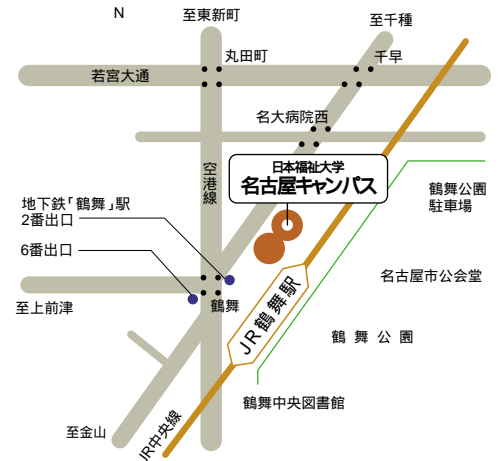 N
至東新町
至千種
丸田町
千早
若宮大通
名大病院西
空港線
日本福祉大学
名古屋キャンパス
鶴舞公園
駐車場
地下鉄「鶴舞」駅
2番出口
6番出口
名古屋市公会堂
至上前津
鶴舞
JR鶴舞駅
鶴舞公園
鶴舞中央図書館
至金山
JR中央線